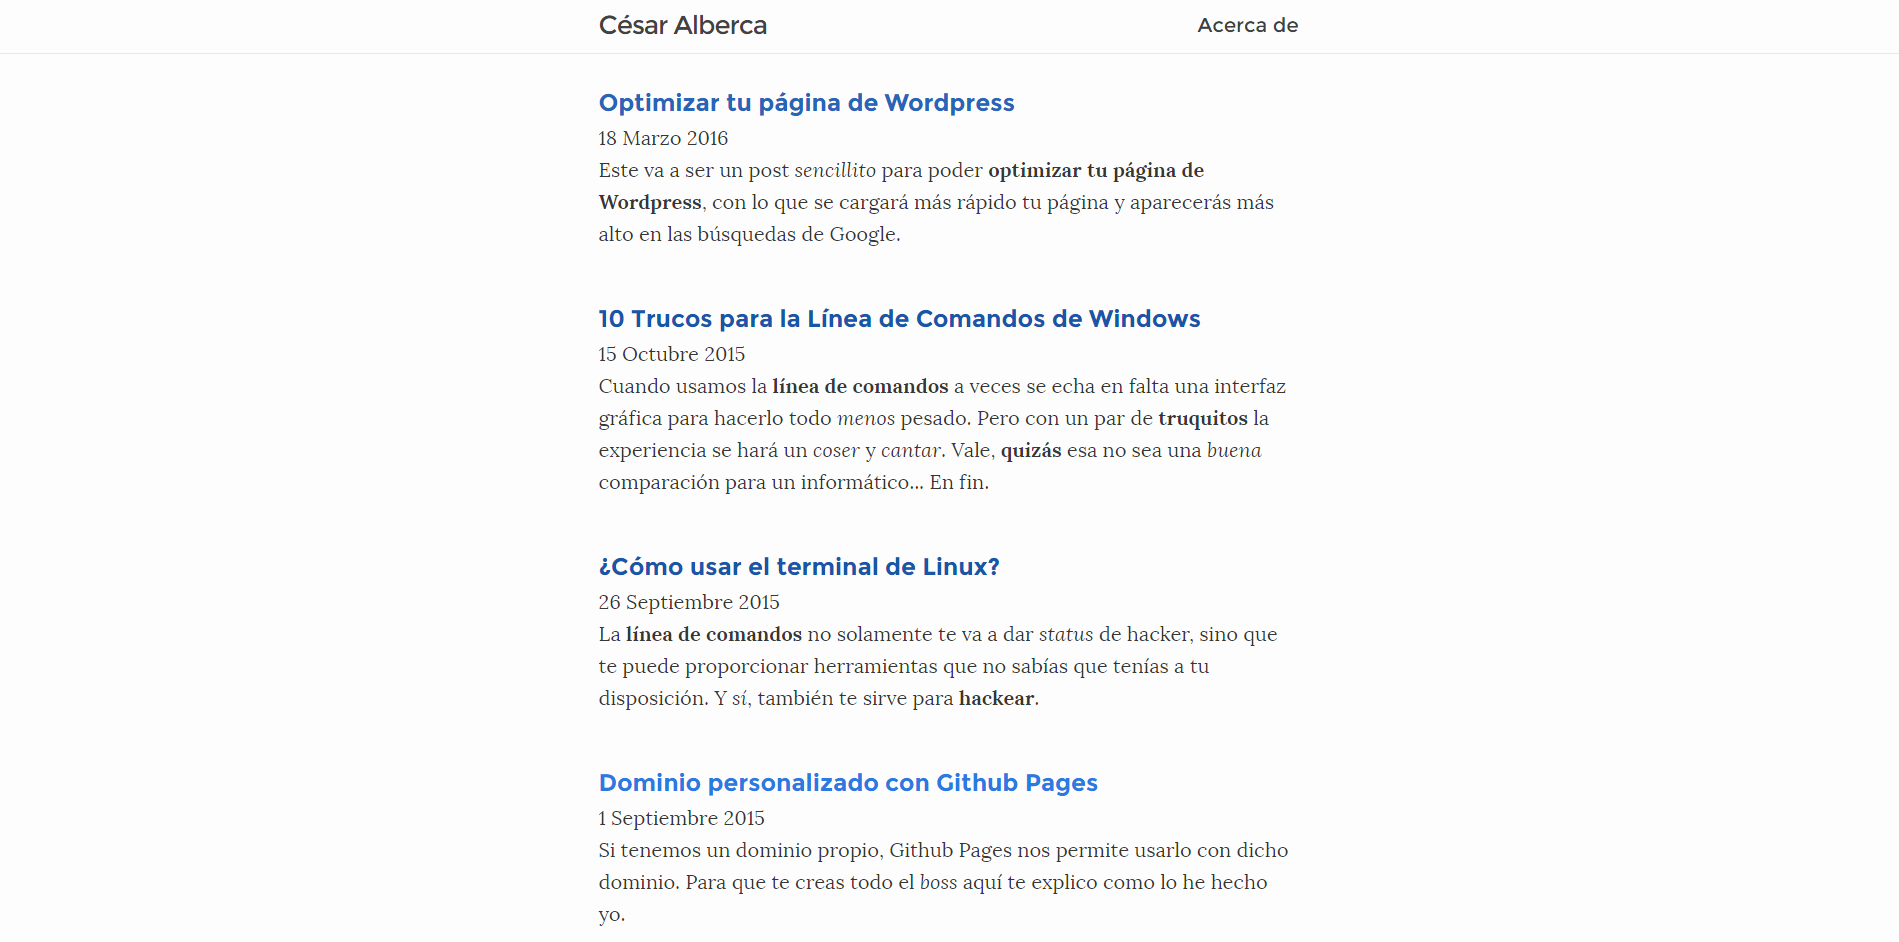 César Alberca
Acerca de
Optimizar tu página de Wordpress
18 Marzo 2016
Este va a ser un post sencillito para poder optimizar tu página de
Wordpress, con lo que se cargará más rápido tu página y aparecerás más
alto en las búsquedas de Google.
10 Trucos para la Línea de Comandos de Windows
15 Octubre 2015
Cuando usamos la línea de comandos a veces se echa en falta una interfaz
gráfica para hacerlo todo menos pesado. Pero con un par de truquitos la
experiencia se hará un coser y cantar. Vale, quizás esa no sea una buena
comparación para un informático... En fin.
¿Cómo usar el terminal de Linux?
26 Septiembre 2015
La línea de comandos no solamente te va a dar status de hacker, sino que
te puede proporcionar herramientas que no sabías que tenías a tu
disposición. Y sí, también te sirve para hackear.
Dominio personalizado con Github Pages
1 Septiembre 2015
Si tenemos un dominio propio, Github Pages nos permite usarlo con dicho
dominio. Para que te creas todo el boss aquí te explico como lo he hecho
yo.